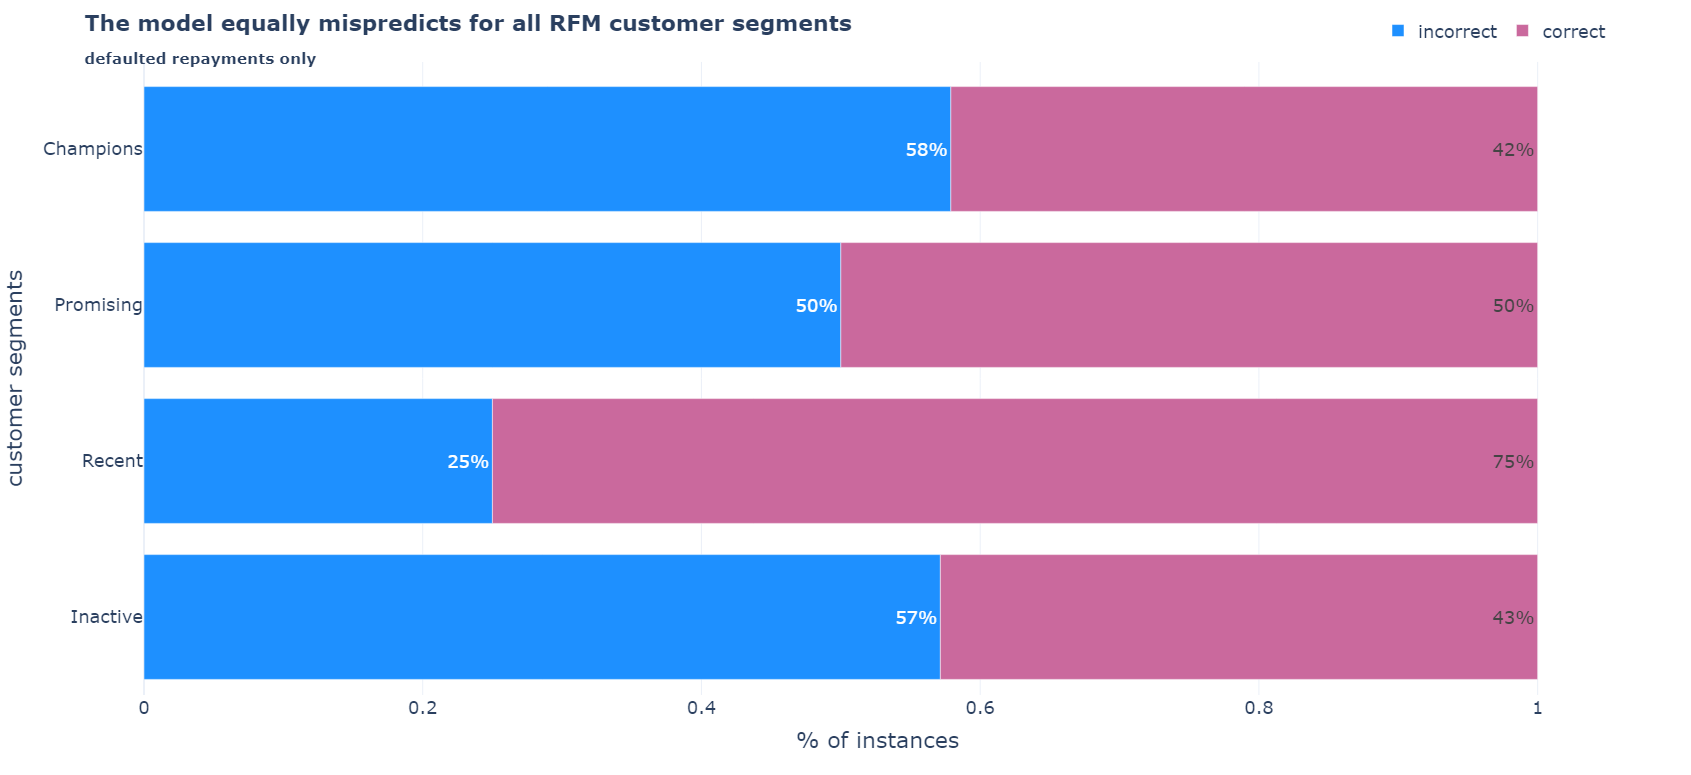 The model equally mispredicts for all RFM customer segments
defaulted repayments only
incorrect correct
customer segments
Champions 58% 42%
Promising 50% 50%
Recent 25% 75%
Inactive 57% 43%
0 0.2 0.4 0.6 0.8 1
% of instances